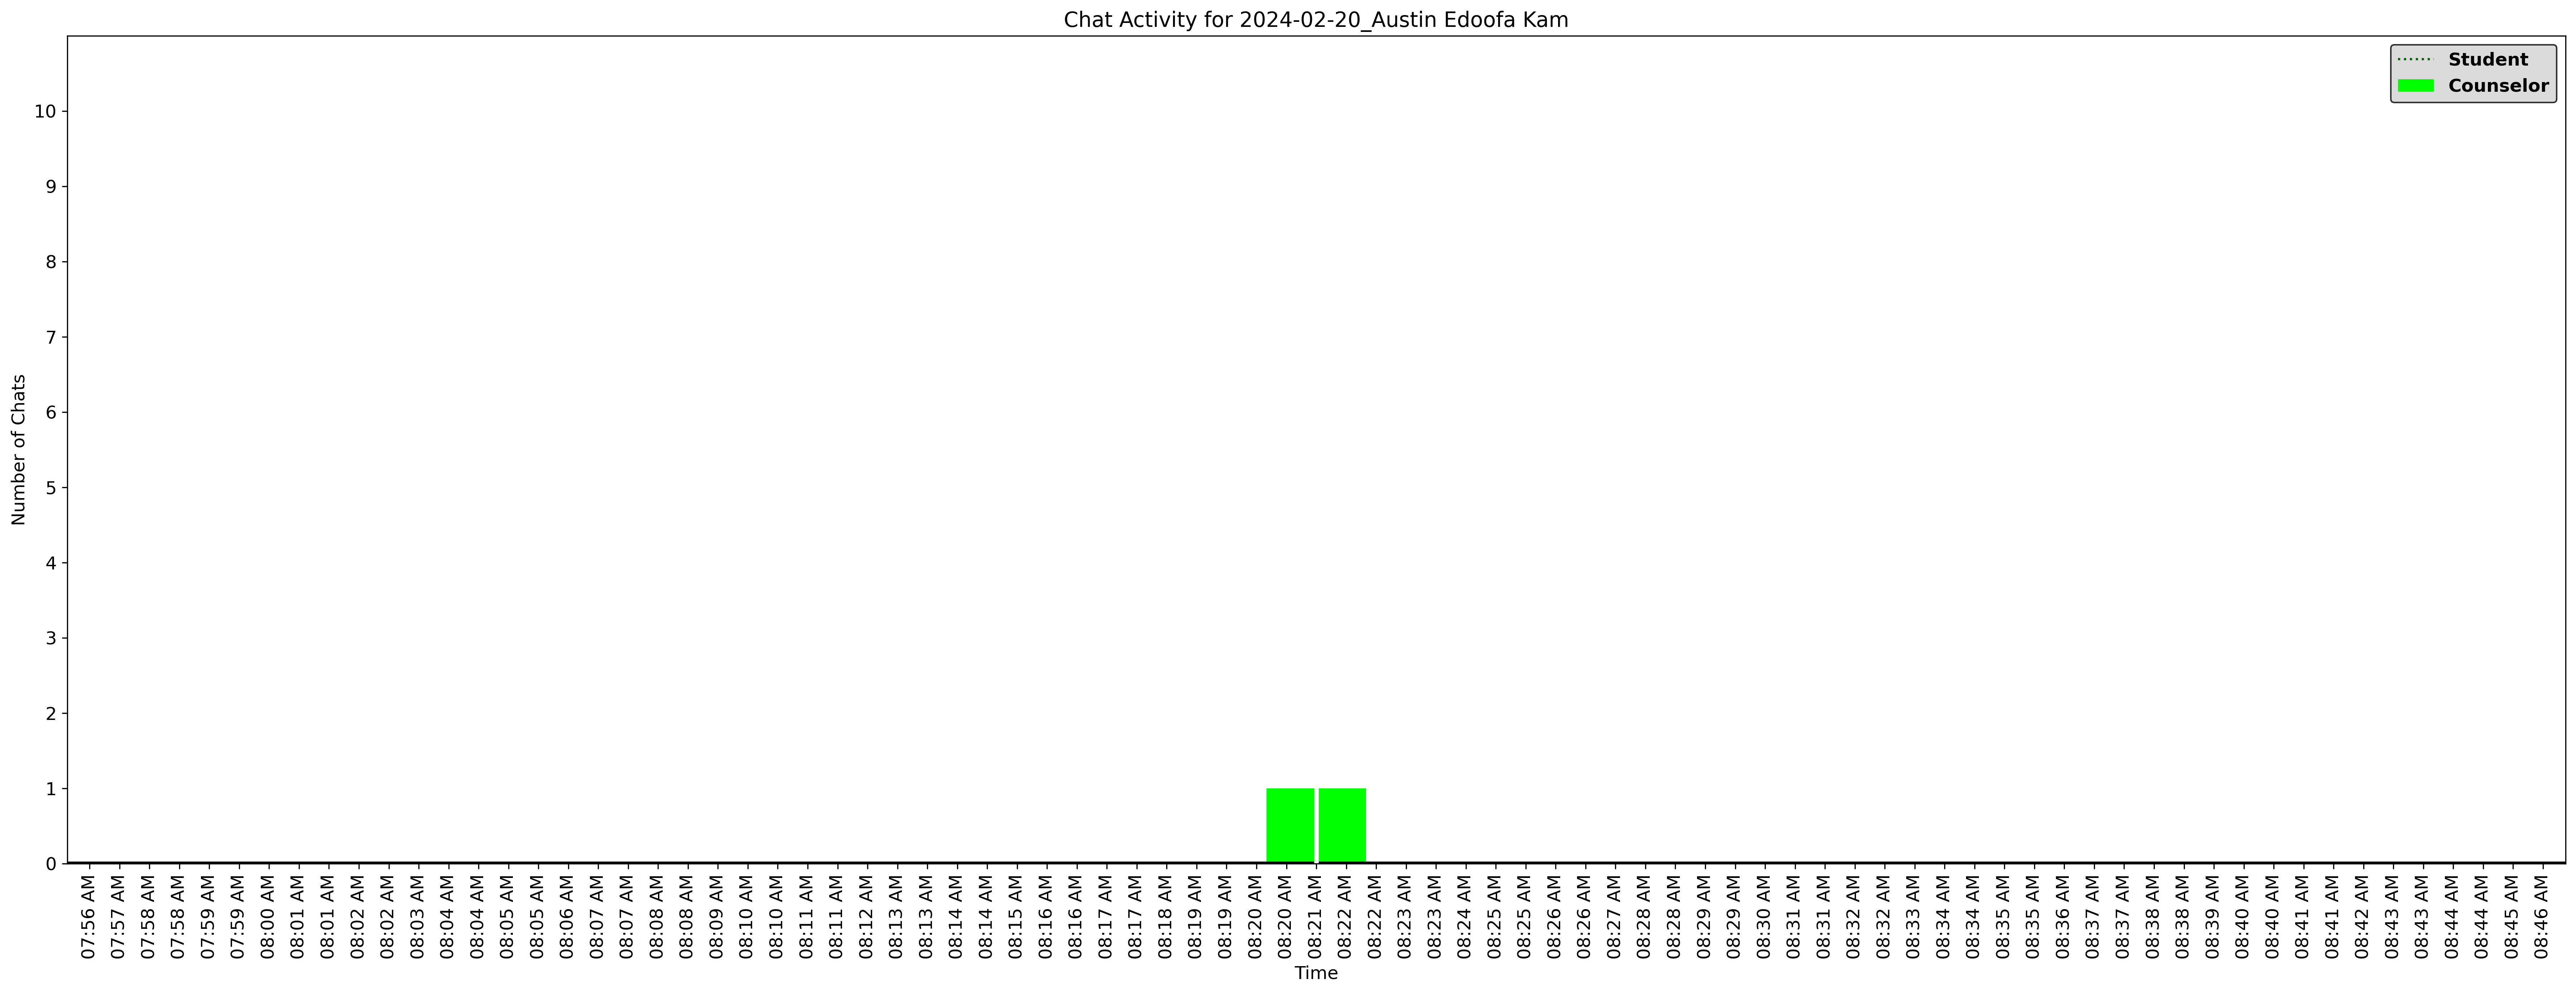 Chat Activity for 2024-02-20_Austin Edoofa Kam
Student
Counselor
10
9
8
7
6
5
4
3
2
1
0
Number of Chats
07:56 AM
07:57 AM
07:58 AM
07:58 AM
07:59 AM
07:59 AM
08:00 AM
08:01 AM
08:01 AM
08:02 AM
08:02 AM
08:03 AM
08:04 AM
08:04 AM
08:05 AM
08:05 AM
08:06 AM
08:07 AM
08:07 AM
08:08 AM
08:08 AM
08:09 AM
08:10 AM
08:10 AM
08:11 AM
08:11 AM
08:12 AM
08:13 AM
08:13 AM
08:14 AM
08:14 AM
08:15 AM
08:16 AM
08:16 AM
08:17 AM
08:17 AM
08:18 AM
08:19 AM
08:19 AM
08:20 AM
08:20 AM
08:21 AM
08:22 AM
08:22 AM
08:23 AM
08:23 AM
08:24 AM
08:25 AM
08:25 AM
08:26 AM
08:26 AM
08:27 AM
08:28 AM
08:28 AM
08:29 AM
08:29 AM
08:30 AM
08:31 AM
08:31 AM
08:32 AM
08:32 AM
08:33 AM
08:34 AM
08:34 AM
08:35 AM
08:35 AM
08:36 AM
08:37 AM
08:37 AM
08:38 AM
08:38 AM
08:39 AM
08:40 AM
08:40 AM
08:41 AM
08:41 AM
08:42 AM
08:43 AM
08:43 AM
08:44 AM
08:44 AM
08:45 AM
08:46 AM
Time